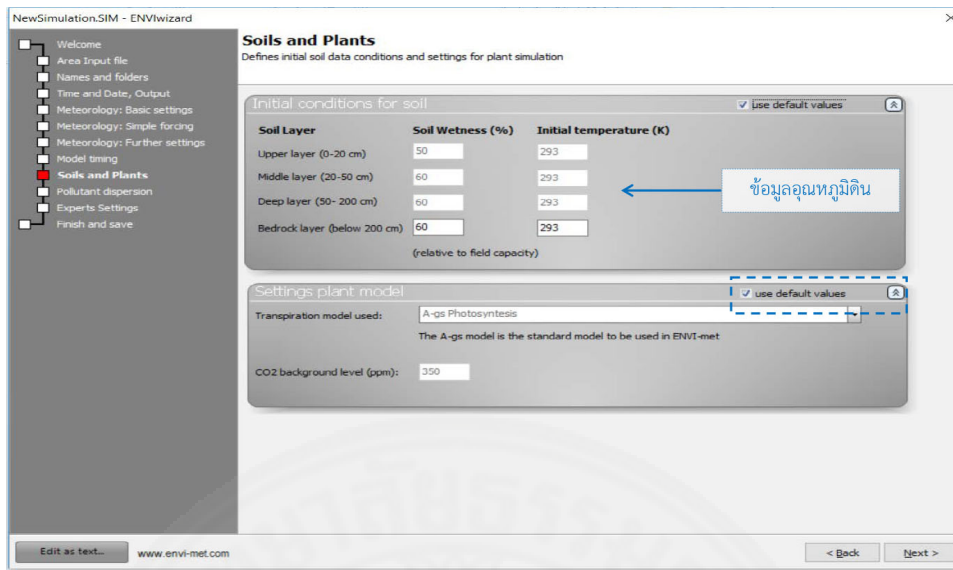 NewSimulation.SIM - ENVIwizard
Welcome
Area Input file
Names and folders
Time and Date, Output
Meteorology: Basic settings
Meteorology: Simple forcing
Meteorology: Further settings
Model timing
Soils and Plants
Pollutant dispersion
Experts Settings
Finish and save
Soils and Plants
Defines initial soil data conditions and settings for plant simulation
Initial conditions for soil
use default values
Soil Layer Soil Wetness (%) Initial temperature (K)
Upper layer (0-20 cm) 50 293
Middle layer (20-50 cm) 60 293
Deep layer (50- 200 cm) 60 293
Bedrock layer (below 200 cm) 60 293
(relative to field capacity)
ข้อมูลอุณหภูมิดิน
Settings plant model
use default values
Transpiration model used: A-gs Photosyntesis
The A-gs model is the standard model to be used in ENVI-met
CO2 background level (ppm): 350
Edit as text...
www.envi-met.com
< Back
Next >